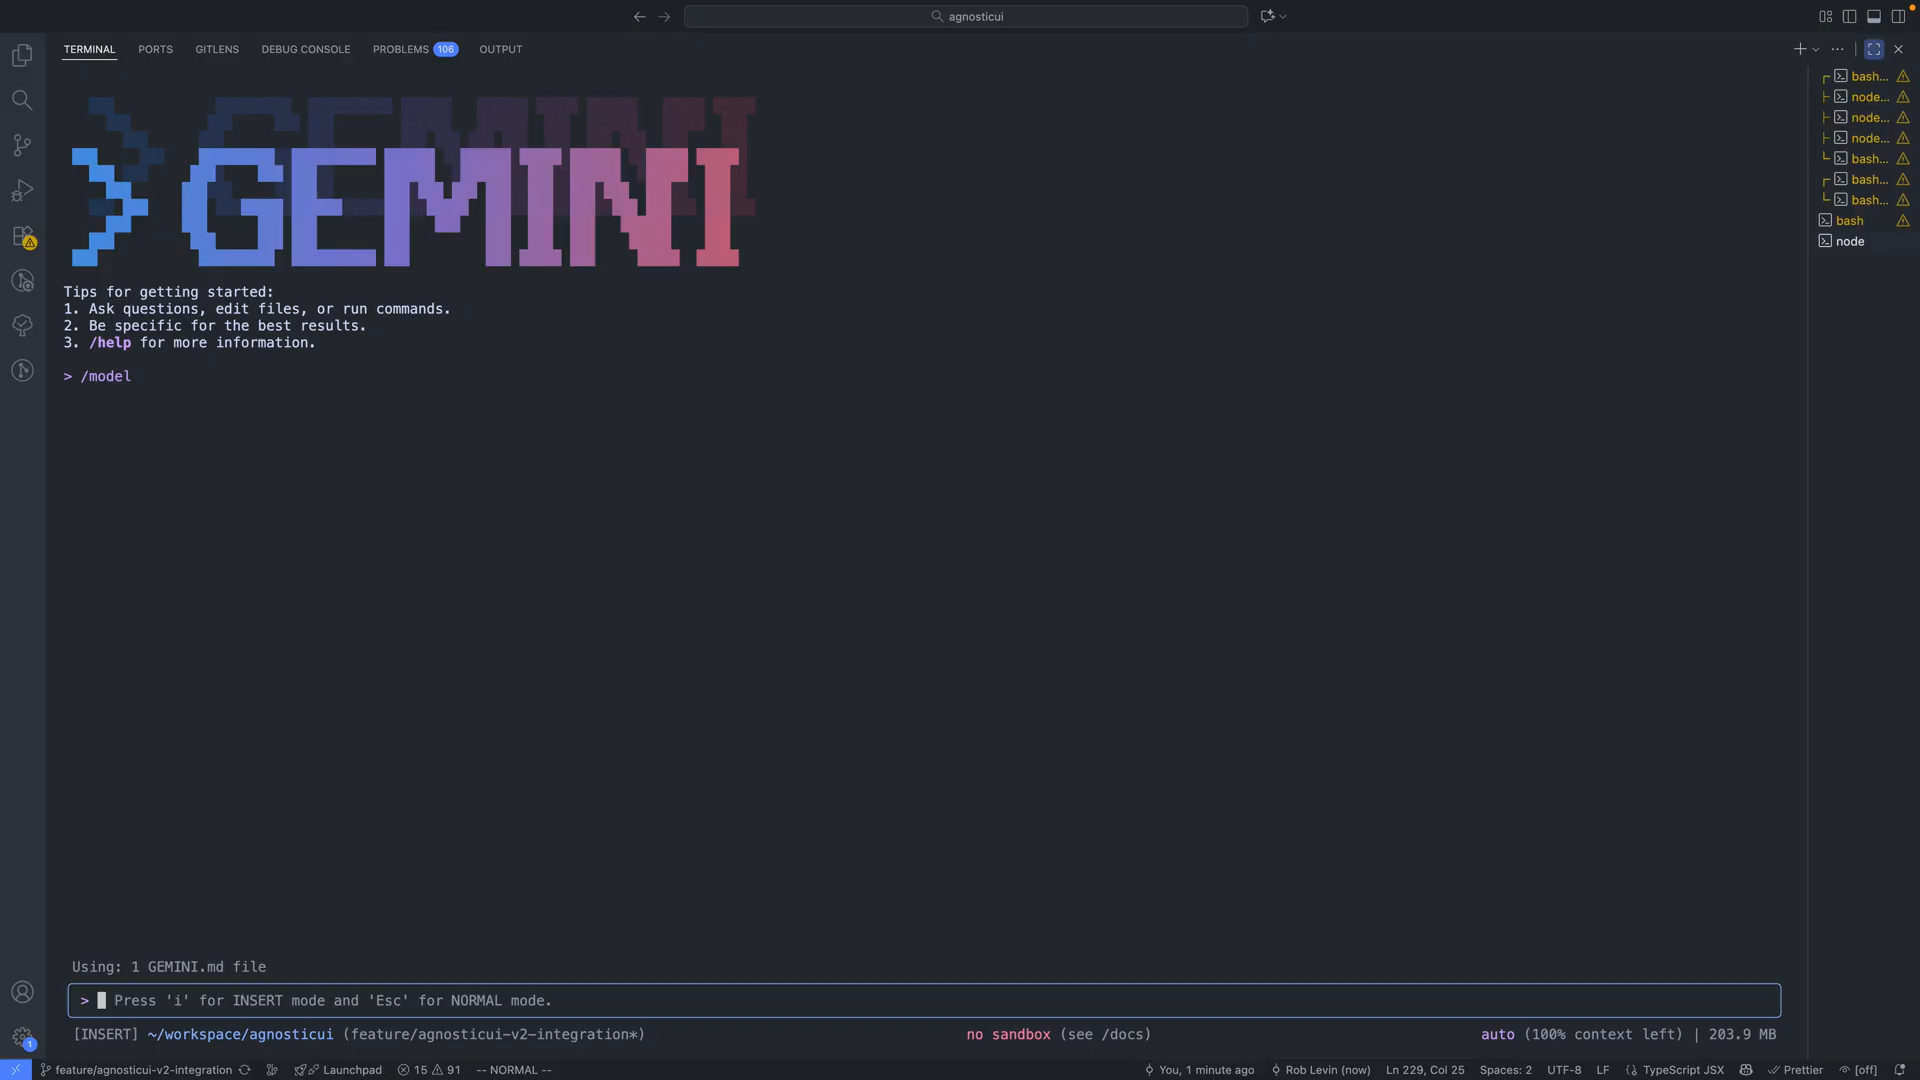 agnosticui
TERMINAL PORTS GITLENS DEBUG CONSOLE PROBLEMS 106 OUTPUT
bash...
node...
node...
node...
bash...
bash...
bash...
bash
node
> GEMINI
Tips for getting started:
1. Ask questions, edit files, or run commands.
2. Be specific for the best results.
3. /help for more information.
> /model
Using: 1 GEMINI.md file
> Press 'i' for INSERT mode and 'Esc' for NORMAL mode.
[INSERT] ~/workspace/agnosticui (feature/agnosticui-v2-integration*) no sandbox (see /docs) auto (100% context left) | 203.9 MB
1
feature/agnosticui-v2-integration Launchpad 15 91 -- NORMAL -- You, 1 minute ago Rob Levin (now) Ln 229, Col 25 Spaces: 2 UTF-8 LF TypeScript JSX Prettier [off]